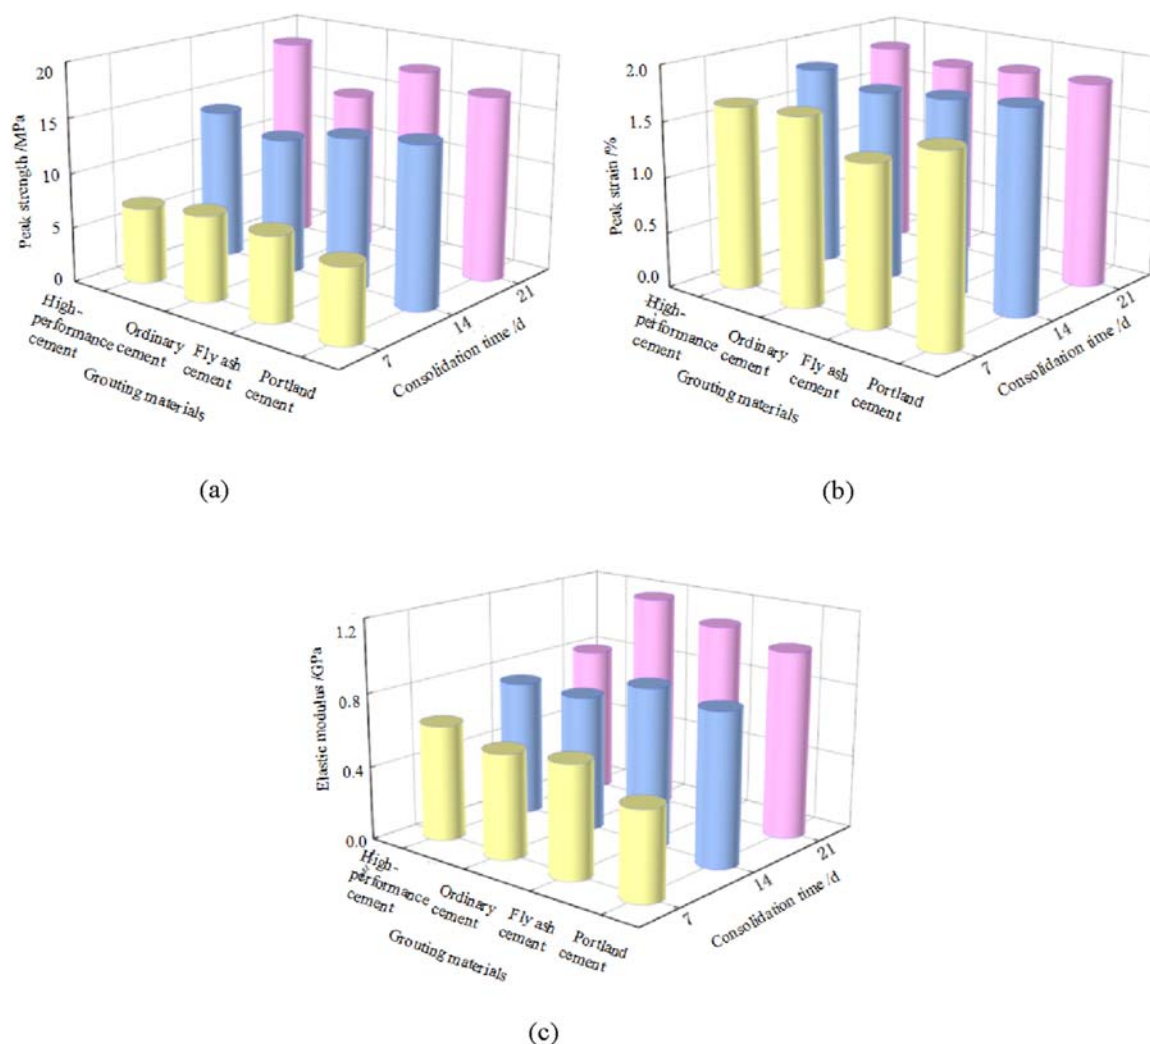 20
15
10
5
0
Peak strength /MPa
High-
performance
cement
Ordinary
cement
Fly ash
cement
Portland
cement
Grouting materials
7
14
21
Consolidation time /d
(a)
2.0
1.5
1.0
0.5
0.0
Peak strain /%
High-
performance
cement
Ordinary
cement
Fly ash
cement
Portland
cement
Grouting materials
7
14
21
Consolidation time /d
(b)
1.2
0.8
0.4
0.0
Elastic modulus /GPa
High-
performance
cement
Ordinary
cement
Fly ash
cement
Portland
cement
Grouting materials
7
14
21
Consolidation time /d
(c)